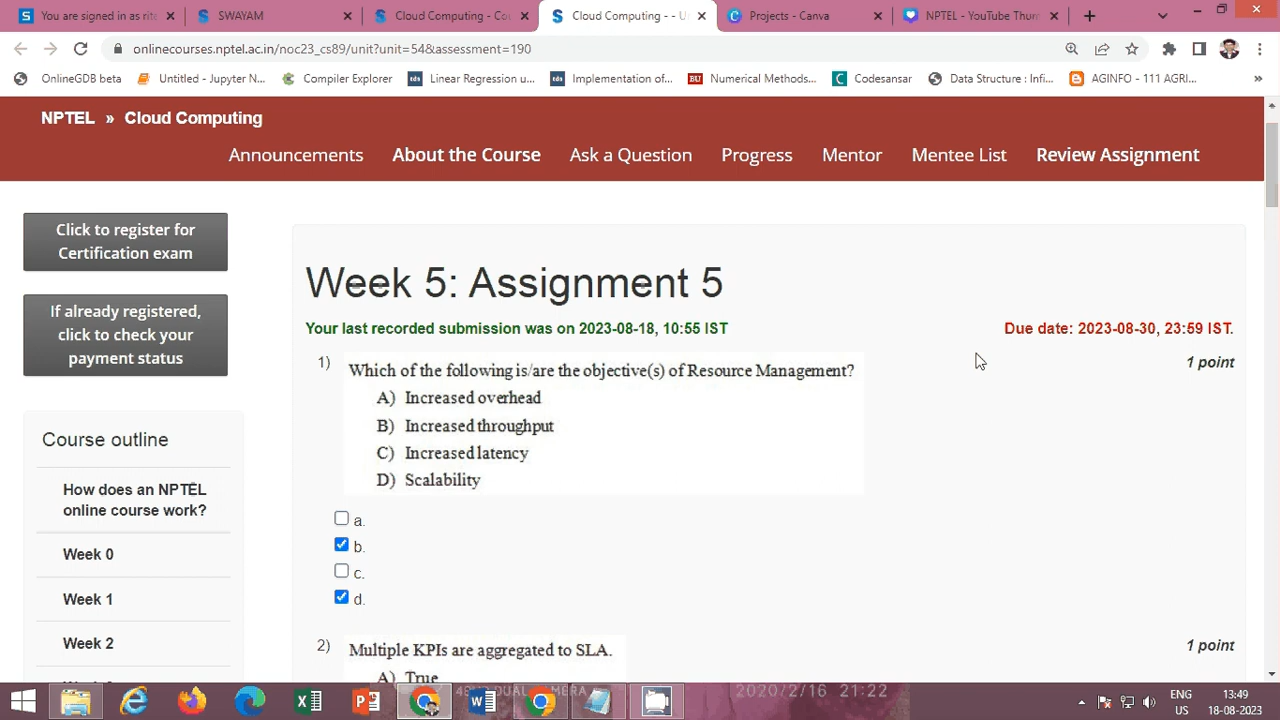 You are signed in as rite
SWAYAM
Cloud Computing - Cou
Cloud Computing - - Un
Projects - Canva
NPTEL - YouTube Thum
onlinecourses.nptel.ac.in/noc23_cs89/unit?unit=54&assessment=190
OnlineGDB beta
Untitled - Jupyter N...
Compiler Explorer
Linear Regression u...
Implementation of...
Numerical Methods...
Codesansar
Data Structure : Infi...
AGINFO - 111 AGRI...
»
NPTEL » Cloud Computing
Announcements
About the Course
Ask a Question
Progress
Mentor
Mentee List
Review Assignment
Click to register for
Certification exam
If already registered,
click to check your
payment status
Course outline
How does an NPTEL
online course work?
Week 0
Week 1
Week 2
Week 5: Assignment 5
Your last recorded submission was on 2023-08-18, 10:55 IST
Due date: 2023-08-30, 23:59 IST.
1) Which of the following is/are the objective(s) of Resource Management?
1 point
A) Increased overhead
B) Increased throughput
C) Increased latency
D) Scalability
a.
b.
c.
d.
2) Multiple KPIs are aggregated to SLA.
1 point
A) True
2020/2/16 21:22
ENG
US
13:49
18-08-2023